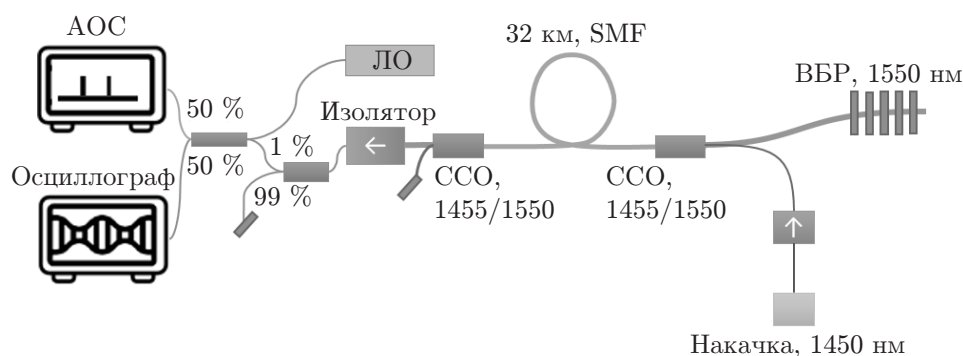 АОС
32 км, SMF
ЛО
ВБР, 1550 нм
50 %
Изолятор
1 %
50 %
Осциллограф
99 %
ССО,
1455/1550
ССО,
1455/1550
Накачка, 1450 нм